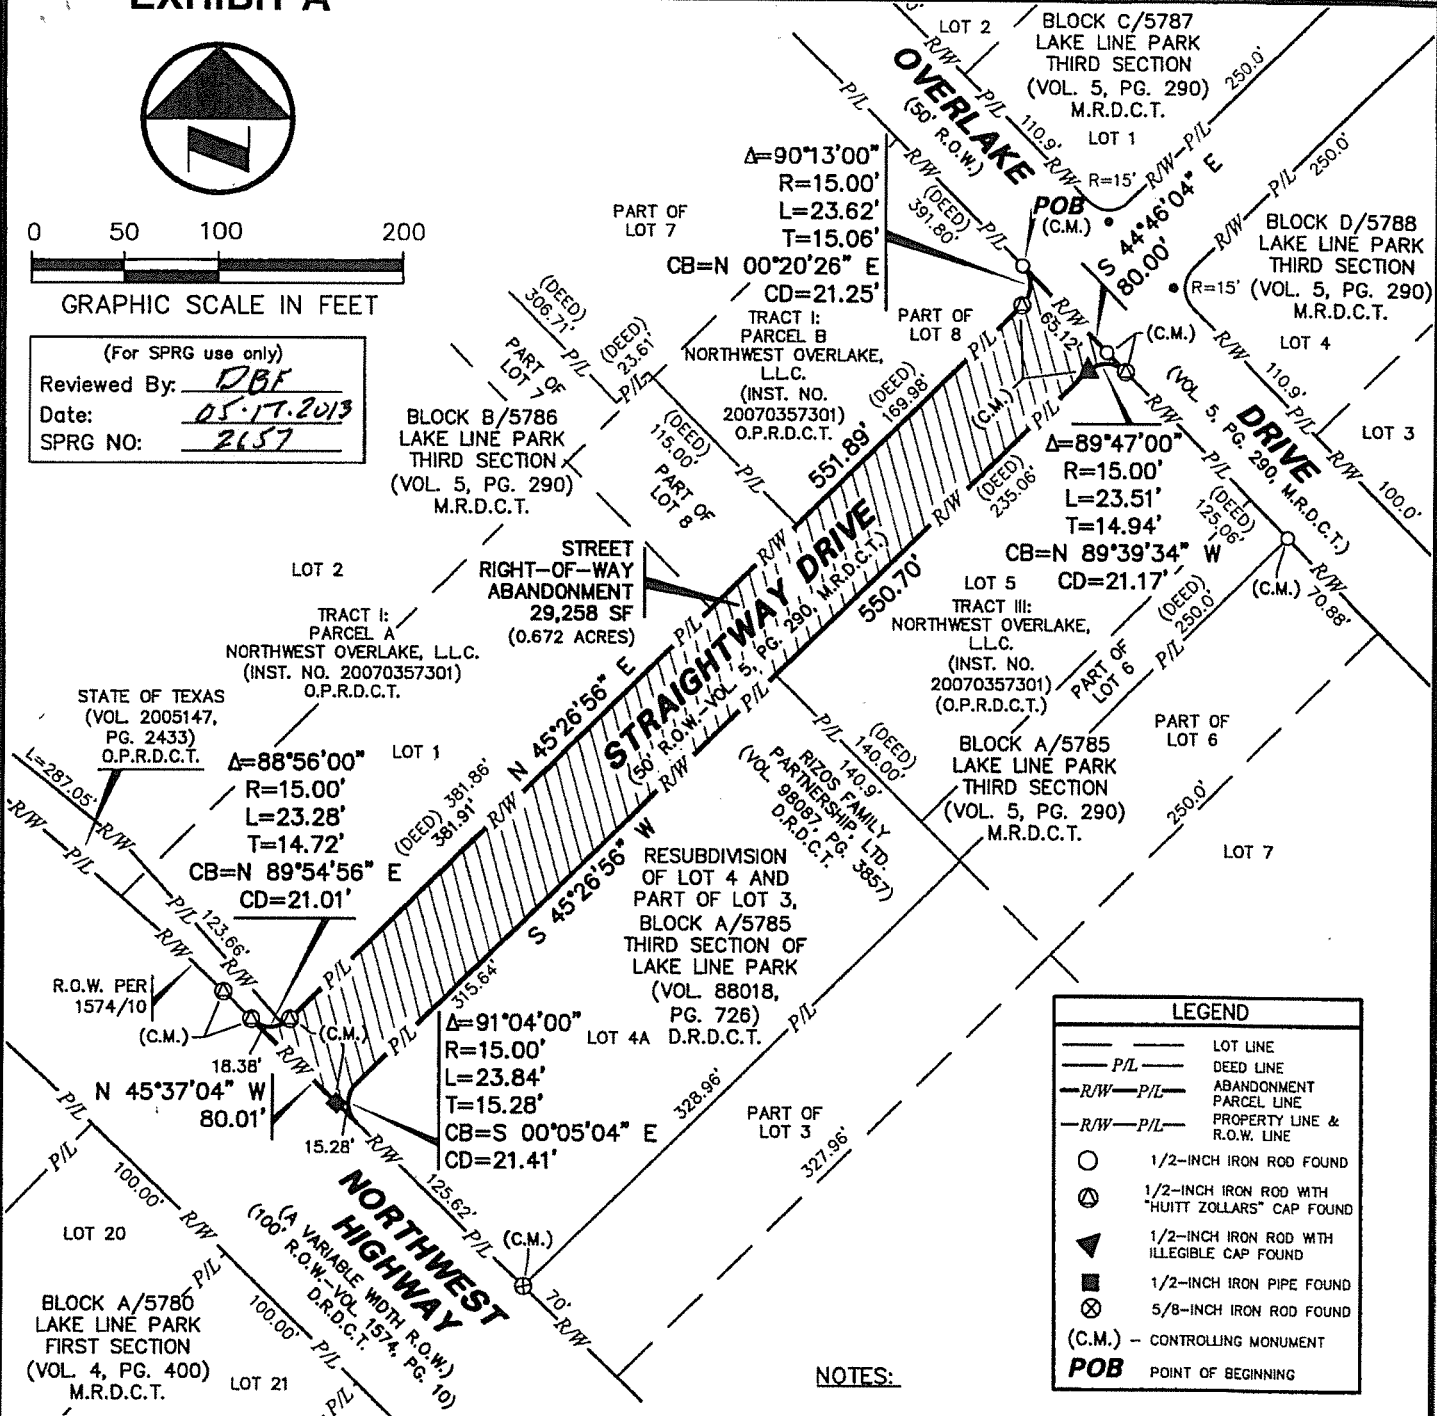 EXHIBIT A
N
0 50 100 200
GRAPHIC SCALE IN FEET
(For SPRG use only)
Reviewed By: DBF
Date: 05.17.2013
SPRG NO: 2657
LOT 2
BLOCK C/5787
LAKE LINE PARK
THIRD SECTION
(VOL. 5, PG. 290)
M.R.D.C.T.
LOT 1
250.0'
R/W
P/L
110.9'
R/W
R=15'
R/W
P/L
P/L
R/W
P/L
OVERLAKE
(50' R.O.W.)
(DEED)
391.80'
POB
(C.M.)
S 44°46'04" E
80.00'
P/L
250.0'
R/W
BLOCK D/5788
LAKE LINE PARK
THIRD SECTION
(VOL. 5, PG. 290)
M.R.D.C.T.
R=15'
LOT 4
R/W
110.9'
P/L
R/W
LOT 3
100.0'
Δ=90°13'00"
R=15.00'
L=23.62'
T=15.06'
CB=N 00°20'26" E
CD=21.25'
PART OF
LOT 7
(DEED)
306.71'
P/L
(DEED)
23.61'
P/L
PART OF
LOT 7
TRACT I:
PARCEL B
NORTHWEST OVERLAKE,
L.L.C.
(INST. NO.
20070357301)
O.P.R.D.C.T.
PART OF
LOT 8
R/W
65.12'
(C.M.)
(C.M.)
P/L
(DEED)
169.98'
551.89'
BLOCK B/5786
LAKE LINE PARK
THIRD SECTION
(VOL. 5, PG. 290)
M.R.D.C.T.
(DEED)
115.00'
P/L
PART OF
LOT 8
DRIVE
(VOL. 5, PG. 290, M.R.D.C.T.)
Δ=89°47'00"
R=15.00'
L=23.51'
T=14.94'
CB=N 89°39'34" W
CD=21.17'
P/L
(DEED)
125.06'
P/L
R/W
(DEED)
235.06'
(C.M.)
R/W
70.88'
LOT 2
STREET
RIGHT-OF-WAY
ABANDONMENT
29,258 SF
(0.672 ACRES)
R/W
P/L
STRAIGHTWAY DRIVE
(50' R.O.W.-VOL. 5, PG. 290, M.R.D.C.T.)
550.70'
LOT 5
TRACT III:
NORTHWEST OVERLAKE,
L.L.C.
(INST. NO.
20070357301)
(O.P.R.D.C.T.)
(DEED)
250.0'
P/L
PART OF
LOT 6
PART OF
LOT 6
TRACT I:
PARCEL A
NORTHWEST OVERLAKE, L.L.C.
(INST. NO. 20070357301)
O.P.R.D.C.T.
STATE OF TEXAS
(VOL. 2005147,
PG. 2433)
O.P.R.D.C.T.
L=287.05'
R/W
R/W
P/L
LOT 1
N 45°26'56" E
P/L
R/W
P/L
(DEED)
140.00'
140.9'
RIZOS FAMILY
PARTNERSHIP, LTD.
(VOL. 98087, PG. 3857)
D.R.D.C.T.
BLOCK A/5785
LAKE LINE PARK
THIRD SECTION
(VOL. 5, PG. 290)
M.R.D.C.T.
250.0'
LOT 7
Δ=88°56'00"
R=15.00'
L=23.28'
T=14.72'
CB=N 89°54'56" E
CD=21.01'
(DEED) 381.86'
381.91'
R/W
S 45°26'56" W
RESUBDIVISION
OF LOT 4 AND
PART OF LOT 3,
BLOCK A/5785
THIRD SECTION OF
LAKE LINE PARK
(VOL. 88018,
PG. 726)
D.R.D.C.T.
LOT 4A
P/L
123.66'
R/W
R/W
P/L
R.O.W. PER
1574/10
(C.M.)
(C.M.)
18.38'
R/W
N 45°37'04" W
80.01'
315.64'
P/L
Δ=91°04'00"
R=15.00'
L=23.84'
T=15.28'
CB=S 00°05'04" E
CD=21.41'
15.28'
R/W
125.62'
P/L
P/L
328.96'
PART OF
LOT 3
327.96'
(C.M.)
70'
R/W
NORTHWEST
HIGHWAY
(A VARIABLE WIDTH R.O.W.)
(100' R.O.W.-VOL. 1574, PG. 10)
D.R.D.C.T.
P/L
P/L
100.00'
R/W
P/L
100.00'
P/L
P/L
LOT 20
BLOCK A/5780
LAKE LINE PARK
FIRST SECTION
(VOL. 4, PG. 400)
M.R.D.C.T.
LOT 21
NOTES:
LEGEND
LOT LINE
P/L DEED LINE
R/W P/L ABANDONMENT
PARCEL LINE
R/W P/L PROPERTY LINE &
R.O.W. LINE
1/2-INCH IRON ROD FOUND
1/2-INCH IRON ROD WITH
"HUITT ZOLLARS" CAP FOUND
1/2-INCH IRON ROD WITH
ILLEGIBLE CAP FOUND
1/2-INCH IRON PIPE FOUND
5/8-INCH IRON ROD FOUND
(C.M.) - CONTROLLING MONUMENT
POB POINT OF BEGINNING